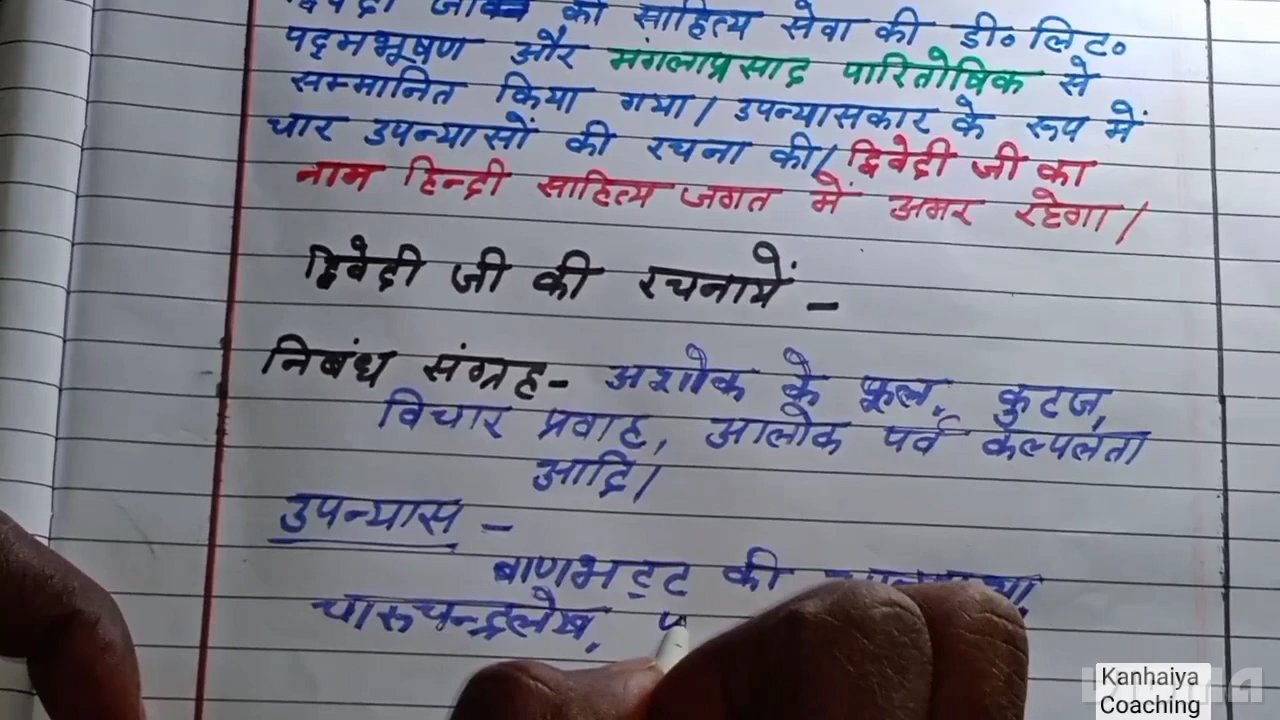 को साहित्य सेवा की डी० लिट०
पद्मभूषण और मंगलाप्रसाद पारितोषिक से
सम्मानित किया गया। उपन्यासकार के रूप में
चार उपन्यासों की रचना की। द्विवेदी जी का
नाम हिन्दी साहित्य जगत में अमर रहेगा।
द्विवेदी जी की रचनायें -
निबंध संग्रह- अशोक के फूल, कुटज,
विचार प्रवाह, आलोक पर्व कल्पलता
आदि।
उपन्यास -
बाणभट्ट की
चारुचन्द्रलेख,
Kanhaiya
Coaching